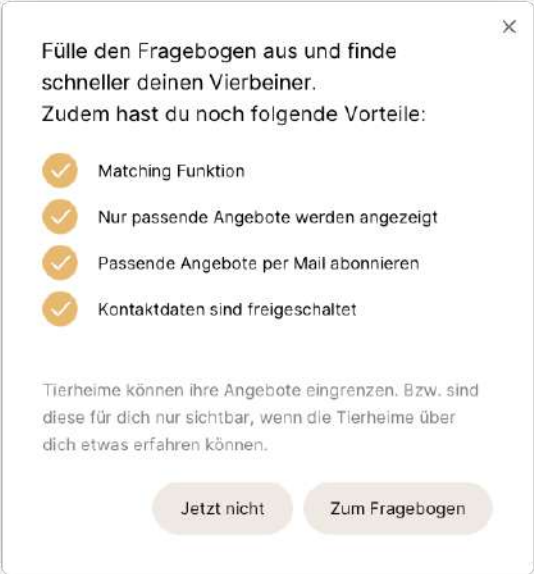 Fülle den Fragebogen aus und finde
schneller deinen Vierbeiner.
Zudem hast du noch folgende Vorteile:
Matching Funktion
Nur passende Angebote werden angezeigt
Passende Angebote per Mail abonnieren
Kontaktdaten sind freigeschaltet
Tierheime können ihre Angebote eingrenzen. Bzw. sind
diese für dich nur sichtbar, wenn die Tierheime über
dich etwas erfahren können.
Jetzt nicht
Zum Fragebogen